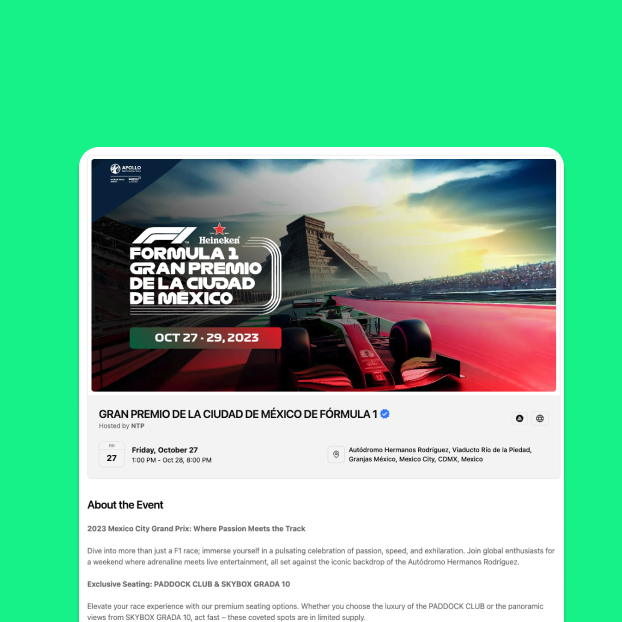 APOLLO
Heineken
FORMULA 1
GRAN PREMIO
DE LA CIUDAD
DE MÉXICO
OCT 27 - 29, 2023
GRAN PREMIO DE LA CIUDAD DE MÉXICO DE FÓRMULA 1
Hosted by NTP
FRI
27
Friday, October 27
1:00 PM - Oct 28, 8:00 PM
Autódromo Hermanos Rodríguez, Viaducto Río de la Piedad,
Granjas México, Mexico City, CDMX, Mexico
About the Event
2023 Mexico City Grand Prix: Where Passion Meets the Track
Dive into more than just a F1 race; immerse yourself in a pulsating celebration of passion, speed, and exhilaration. Join global enthusiasts for
a weekend where adrenaline meets live entertainment, all set against the iconic backdrop of the Autódromo Hermanos Rodríguez.
Exclusive Seating: PADDOCK CLUB & SKYBOX GRADA 10
Elevate your race experience with our premium seating options. Whether you choose the luxury of the PADDOCK CLUB or the panoramic
views from SKYBOX GRADA 10, act fast – these coveted spots are in limited supply.